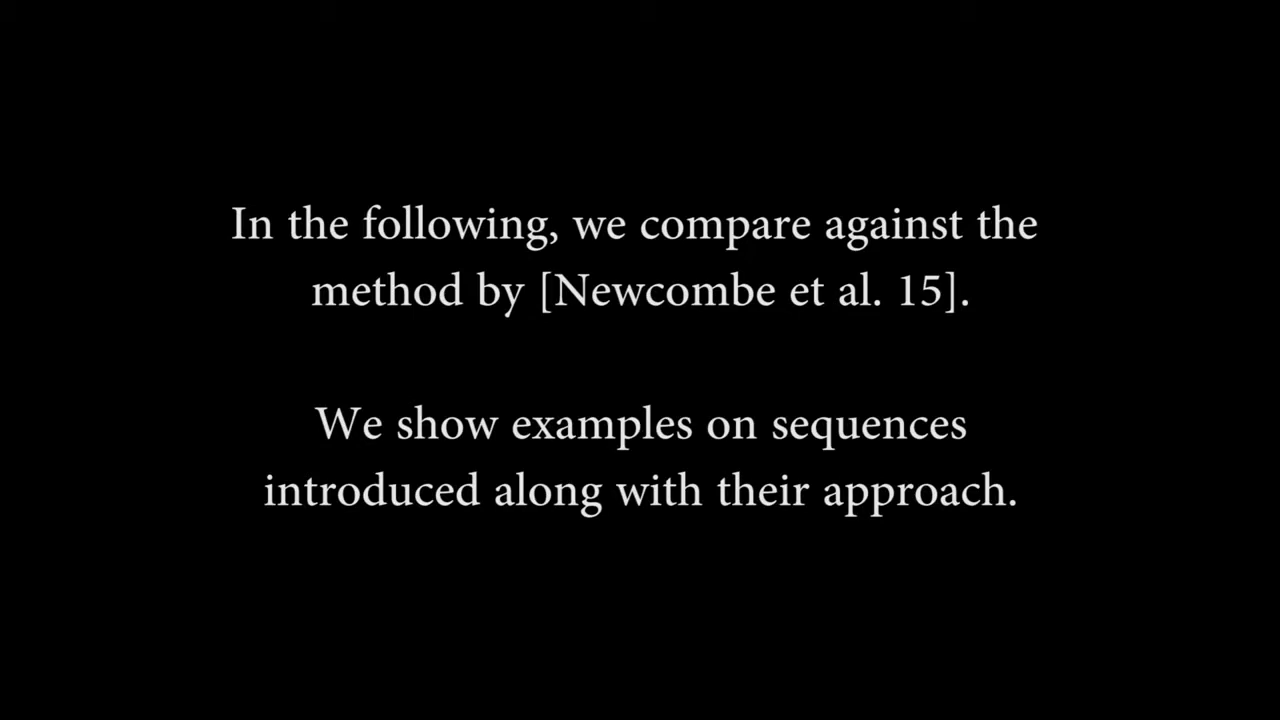 In the following, we compare against the
method by [Newcombe et al. 15].
We show examples on sequences
introduced along with their approach.